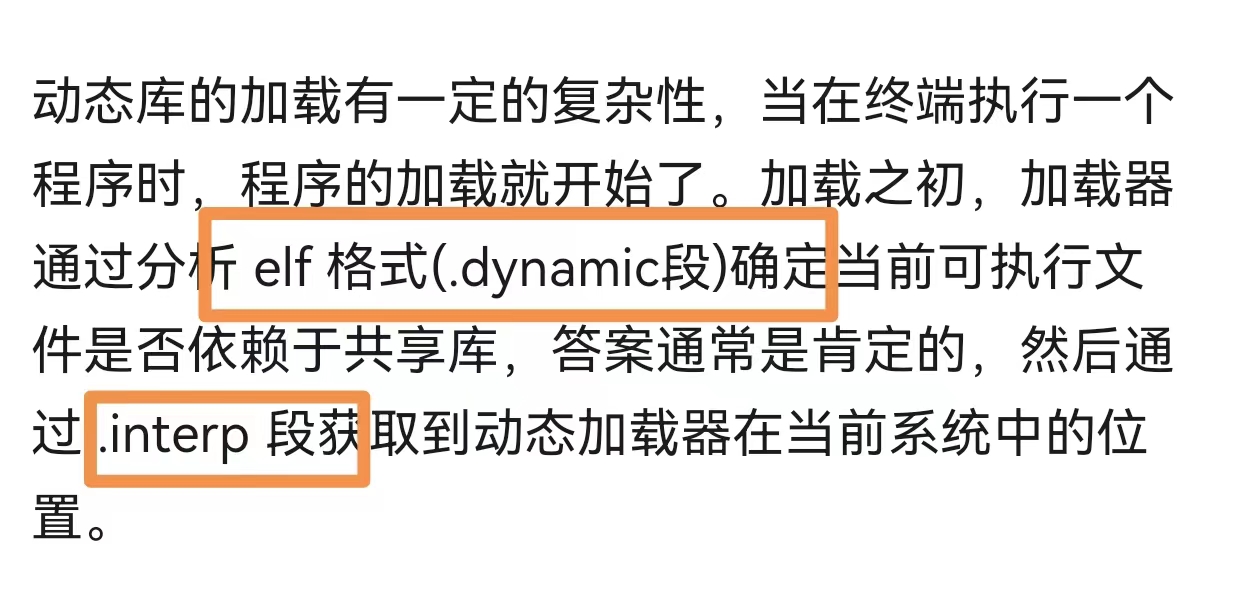 动态库的加载有一定的复杂性，当在终端执行一个
程序时，程序的加载就开始了。加载之初，加载器
通过分析 elf 格式(.dynamic段)确定当前可执行文
件是否依赖于共享库，答案通常是肯定的，然后通
过 .interp 段获取到动态加载器在当前系统中的位
置。